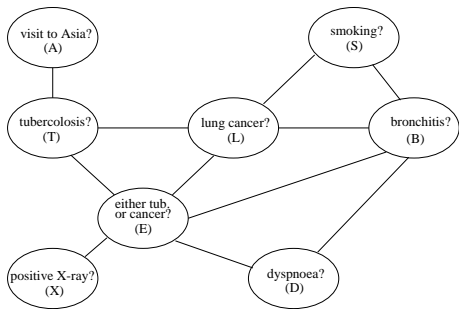 visit to Asia?
(A)
smoking?
(S)
tubercolosis?
(T)
lung cancer?
(L)
bronchitis?
(B)
either tub.
or cancer?
(E)
positive X-ray?
(X)
dyspnoea?
(D)